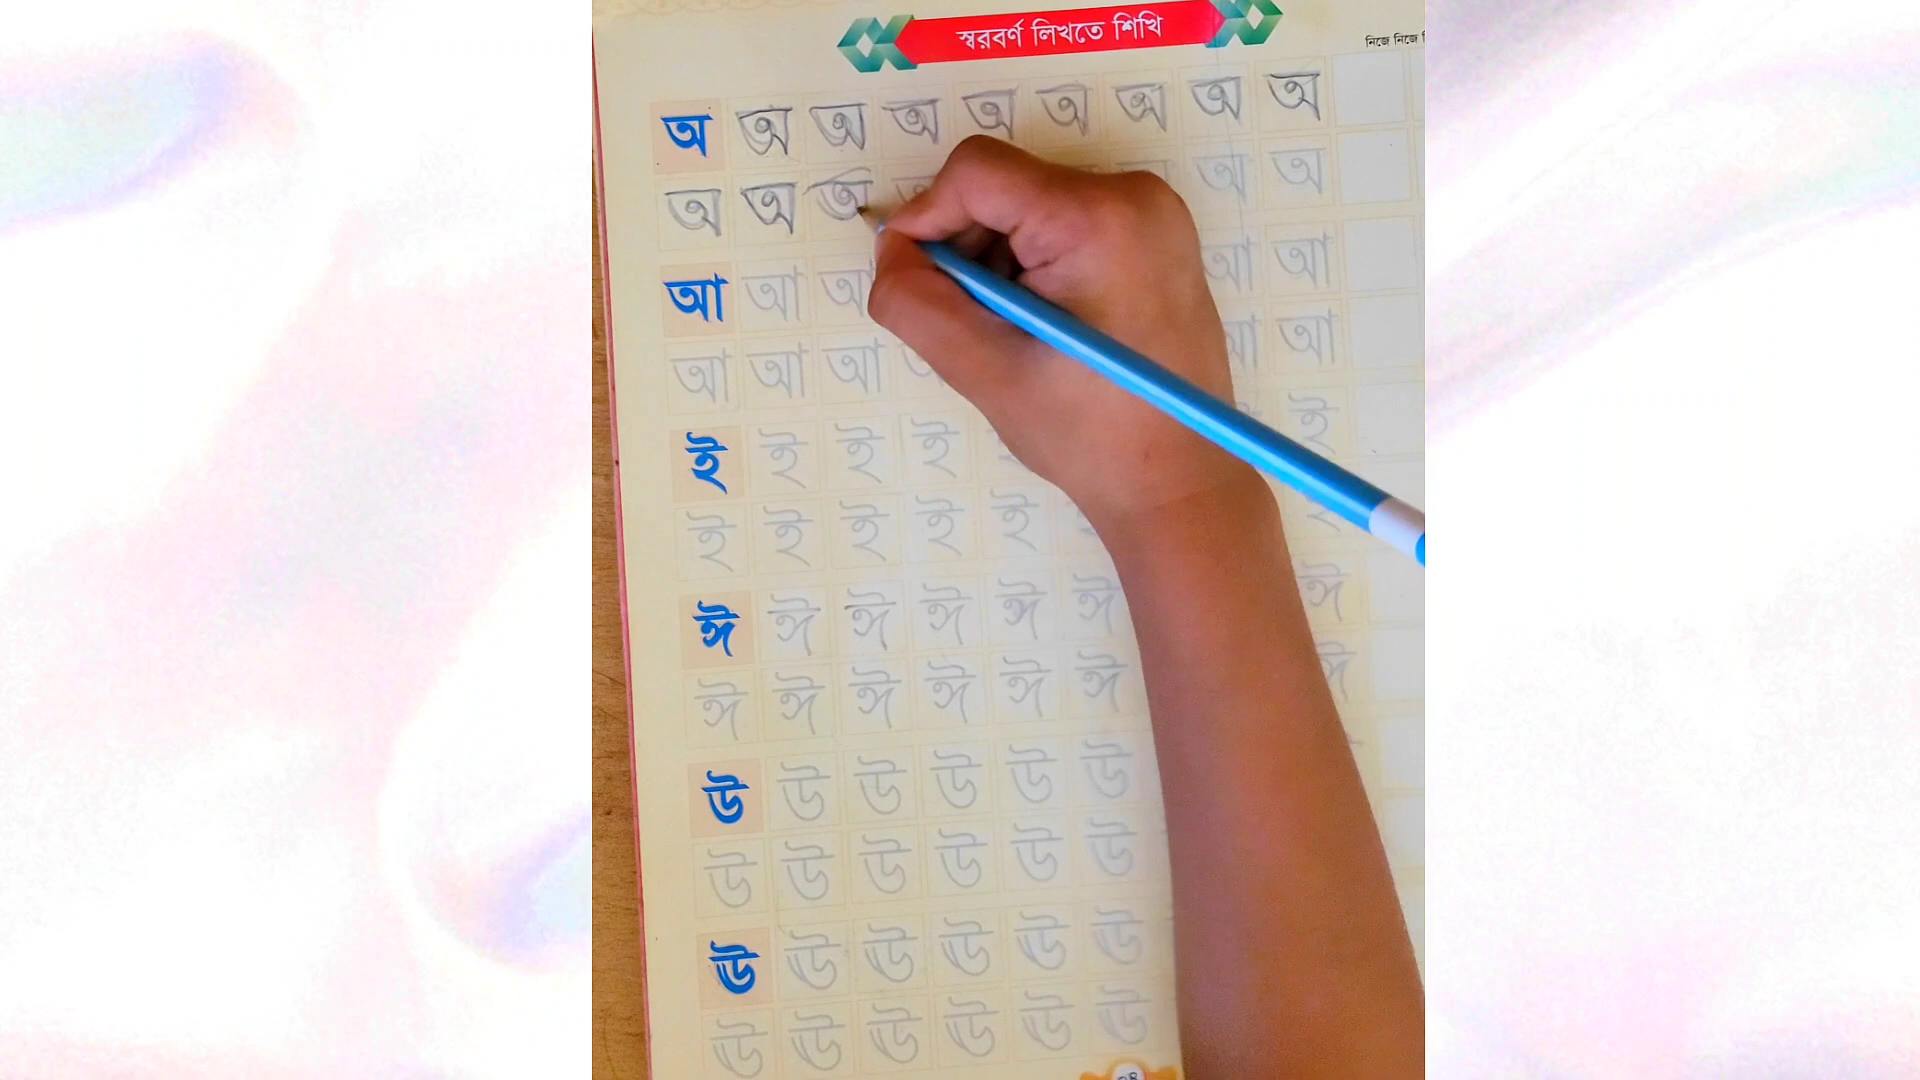 স্বরবর্ণ লিখতে শিখি
নিজে নিজে
অ অ অ অ অ অ অ অ অ
অ অ অ অ অ
আ আ আ আ আ
আ আ আ আ
ই ই ই ই ই
ই ই ই ই ই
ঈ ঈ ঈ ঈ ঈ ঈ ঈ
ঈ ঈ ঈ ঈ ঈ ঈ ঈ
উ উ উ উ উ উ
উ উ উ উ উ উ
ঊ ঊ ঊ ঊ ঊ ঊ
ঊ ঊ ঊ ঊ ঊ ঊ